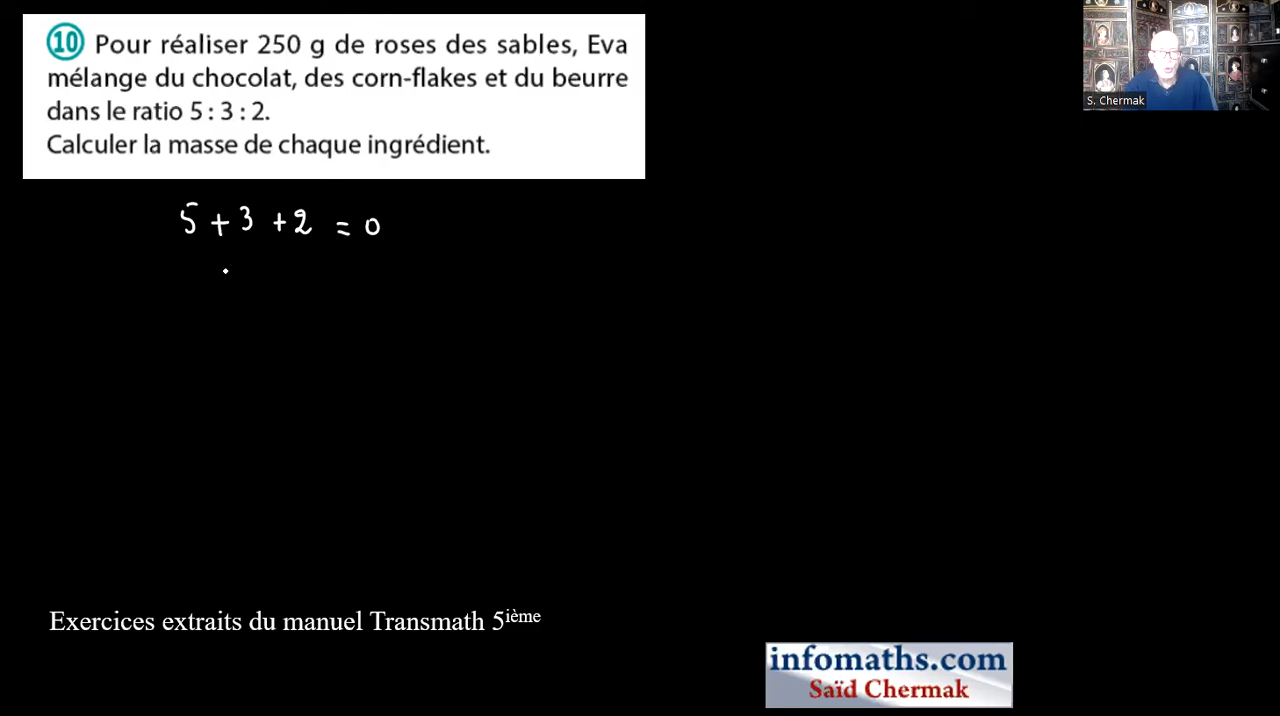 10 Pour réaliser 250 g de roses des sables, Eva
mélange du chocolat, des corn-flakes et du beurre
dans le ratio 5 : 3 : 2.
Calculer la masse de chaque ingrédient.
S. Chermak
5 + 3 + 2 = 0
Exercices extraits du manuel Transmath 5ième
infomaths.com
Saïd Chermak